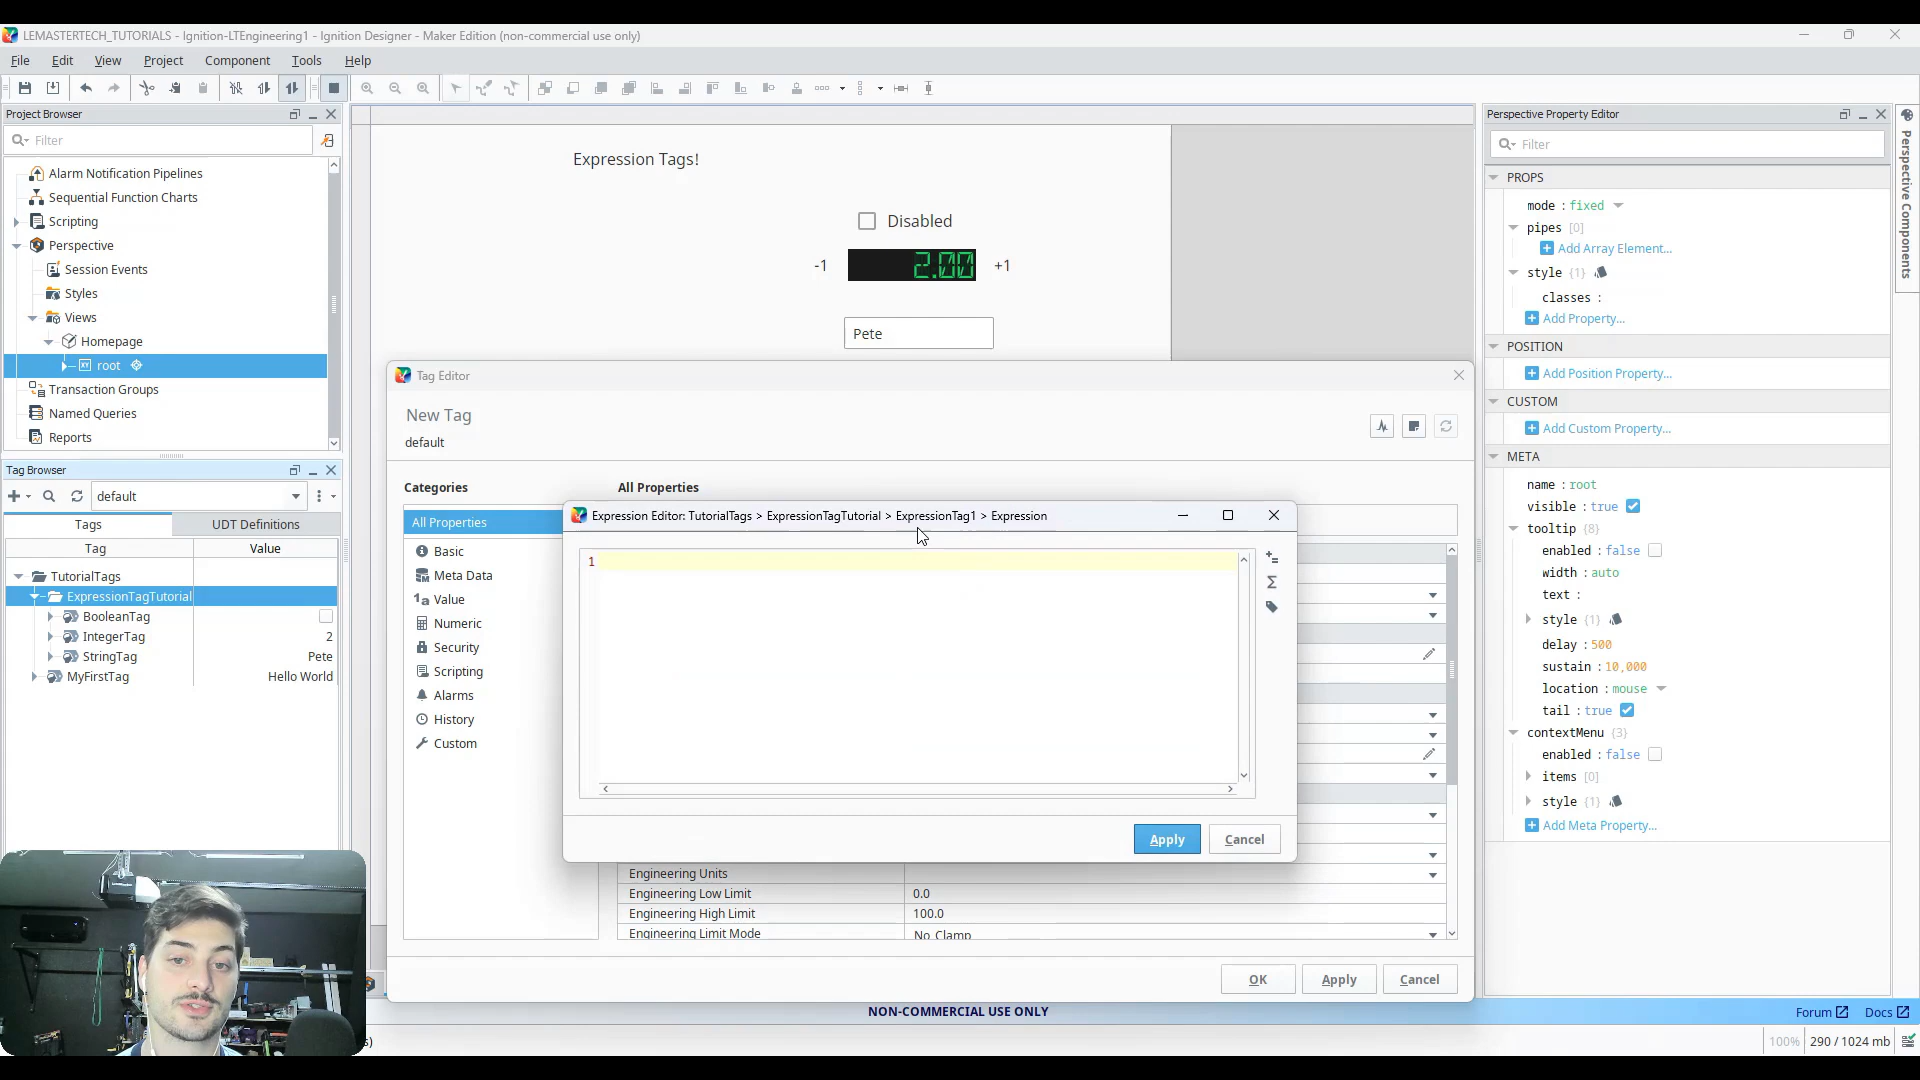 LEMASTERTECH_TUTORIALS - Ignition-LTEngineering1 - Ignition Designer - Maker Edition (non-commercial use only)
File Edit View Project Component Tools Help
Project Browser
Filter
Alarm Notification Pipelines
Sequential Function Charts
Scripting
Perspective
Session Events
Styles
Views
Homepage
root
Transaction Groups
Named Queries
Reports
Tag Browser
default
Tags UDT Definitions
Tag Value
TutorialTags
ExpressionTagTutorial
BooleanTag
IntegerTag 2
StringTag Pete
MyFirstTag Hello World
Expression Tags!
Disabled
-1 2.00 +1
Pete
Tag Editor
New Tag
default
Categories
All Properties
Basic
Meta Data
Value
Numeric
Security
Scripting
Alarms
History
Custom
All Properties
Expression Editor: TutorialTags > ExpressionTagTutorial > ExpressionTag1 > Expression
1
Apply Cancel
Engineering Units
Engineering Low Limit 0.0
Engineering High Limit 100.0
Engineering Limit Mode No_Clamp
OK Apply Cancel
Perspective Property Editor
Filter
PROPS
mode : fixed
pipes [0]
Add Array Element...
style {1}
classes :
Add Property...
POSITION
Add Position Property...
CUSTOM
Add Custom Property...
META
name : root
visible : true
tooltip {8}
enabled : false
width : auto
text :
style {1}
delay : 500
sustain : 10,000
location : mouse
tail : true
contextMenu {3}
enabled : false
items [0]
style {1}
Add Meta Property...
Perspective Components
NON-COMMERCIAL USE ONLY
Forum Docs
100% 290 / 1024 mb